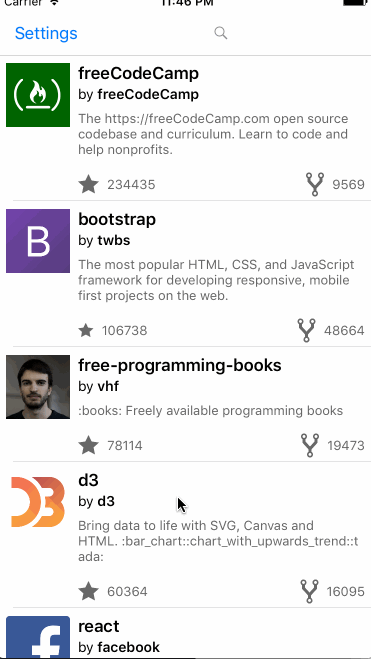 Carrier 11:46 PM
Settings
freeCodeCamp
by freeCodeCamp
The https://freeCodeCamp.com open source
codebase and curriculum. Learn to code and
help nonprofits.
234435 9569
B
bootstrap
by twbs
The most popular HTML, CSS, and JavaScript
framework for developing responsive, mobile
first projects on the web.
106738 48664
free-programming-books
by vhf
:books: Freely available programming books
78114 19473
D3
d3
by d3
Bring data to life with SVG, Canvas and
HTML. :bar_chart::chart_with_upwards_trend::t
ada:
60364 16095
f
react
by facebook